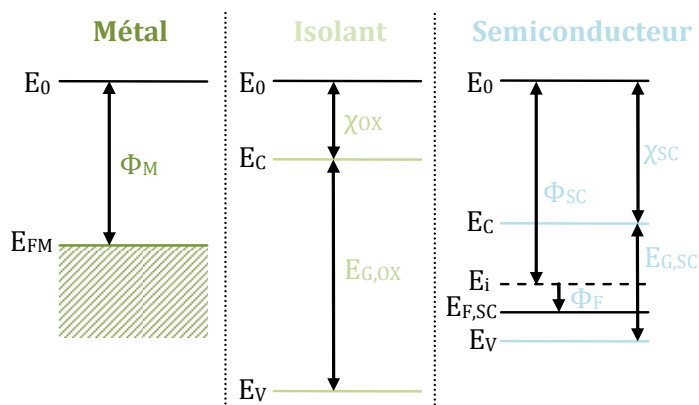 Métal
Isolant
Semiconducteur
E0
ΦM
EFM
E0
χOX
EC
EG,OX
EV
E0
χSC
ΦSC
EC
EG,SC
Ei
ΦF
EF,SC
EV